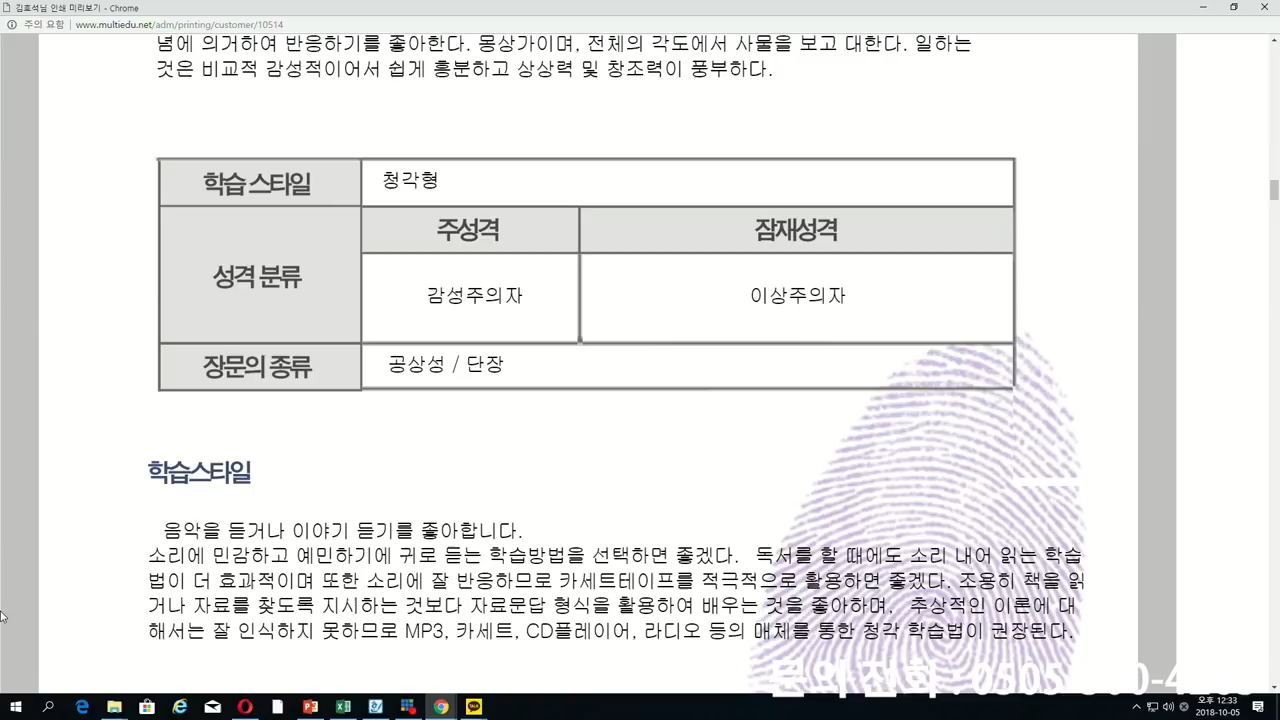 김효석님 인쇄 미리보기 - Chrome
주의 요함 | www.multiedu.net/adm/printing/customer/10514
념에 의거하여 반응하기를 좋아한다. 몽상가이며, 전체의 각도에서 사물을 보고 대한다. 일하는
것은 비교적 감성적이어서 쉽게 흥분하고 상상력 및 창조력이 풍부하다.
학습 스타일 청각형
주성격 잠재성격
성격 분류
감성주의자 이상주의자
장문의 종류 공상성 / 단장
학습스타일
음악을 듣거나 이야기 듣기를 좋아합니다.
소리에 민감하고 예민하기에 귀로 듣는 학습방법을 선택하면 좋겠다. 독서를 할 때에도 소리 내어 읽는 학습
법이 더 효과적이며 또한 소리에 잘 반응하므로 카세트테이프를 적극적으로 활용하면 좋겠다. 조용히 책을 읽
거나 자료를 찾도록 지시하는 것보다 자료문답 형식을 활용하여 배우는 것을 좋아하며, 추상적인 이론에 대
해서는 잘 인식하지 못하므로 MP3, 카세트, CD플레이어, 라디오 등의 매체를 통한 청각 학습법이 권장된다.
문의 전화 : 0505
오후 12:33
2018-10-05